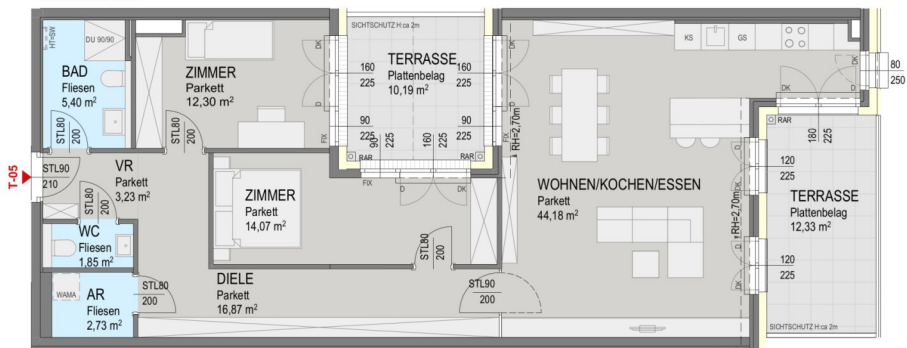 SICHTSCHUTZ H:ca 2m
HT=SW
DU 90/90
BAD
Fliesen
5,40 m²
STL80
200
ZIMMER
Parkett
12,30 m²
STL80
200
DK
D
FIX
160
225
90
225
TERRASSE
Plattenbelag
10,19 m²
160
225
90
225
90
225
160
225
RAR
RAR
FIX
D
DK
DK
D
FIX
RH=2,70m
KS
GS
DK
D
80
250
DK
D
180
225
RAR
T-05
STL90
210
VR
Parkett
3,23 m²
STL80
200
WC
Fliesen
1,85 m²
ZIMMER
Parkett
14,07 m²
STL80
200
WOHNEN/KOCHEN/ESSEN
Parkett
44,18 m²
RH=2,70m
D
DK
120
225
D
DK
120
225
TERRASSE
Plattenbelag
12,33 m²
WAMA
AR
Fliesen
2,73 m²
STL80
200
DIELE
Parkett
16,87 m²
STL90
200
SICHTSCHUTZ H:ca 2m